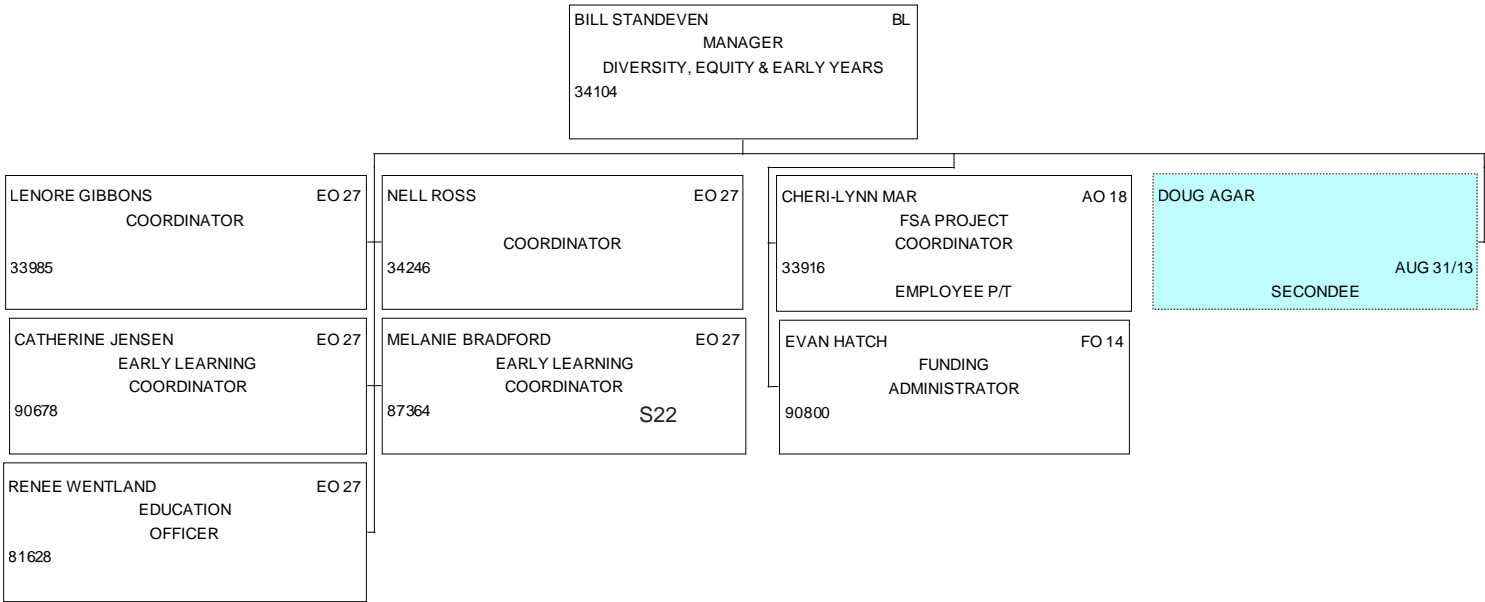 BILL STANDEVEN BL
MANAGER
DIVERSITY, EQUITY & EARLY YEARS
34104
LENORE GIBBONS EO 27
COORDINATOR
33985
NELL ROSS EO 27
COORDINATOR
34246
CHERI-LYNN MAR AO 18
FSA PROJECT
COORDINATOR
33916
EMPLOYEE P/T
DOUG AGAR
AUG 31/13
SECONDEE
CATHERINE JENSEN EO 27
EARLY LEARNING
COORDINATOR
90678
MELANIE BRADFORD EO 27
EARLY LEARNING
COORDINATOR
87364 S22
EVAN HATCH FO 14
FUNDING
ADMINISTRATOR
90800
RENEE WENTLAND EO 27
EDUCATION
OFFICER
81628